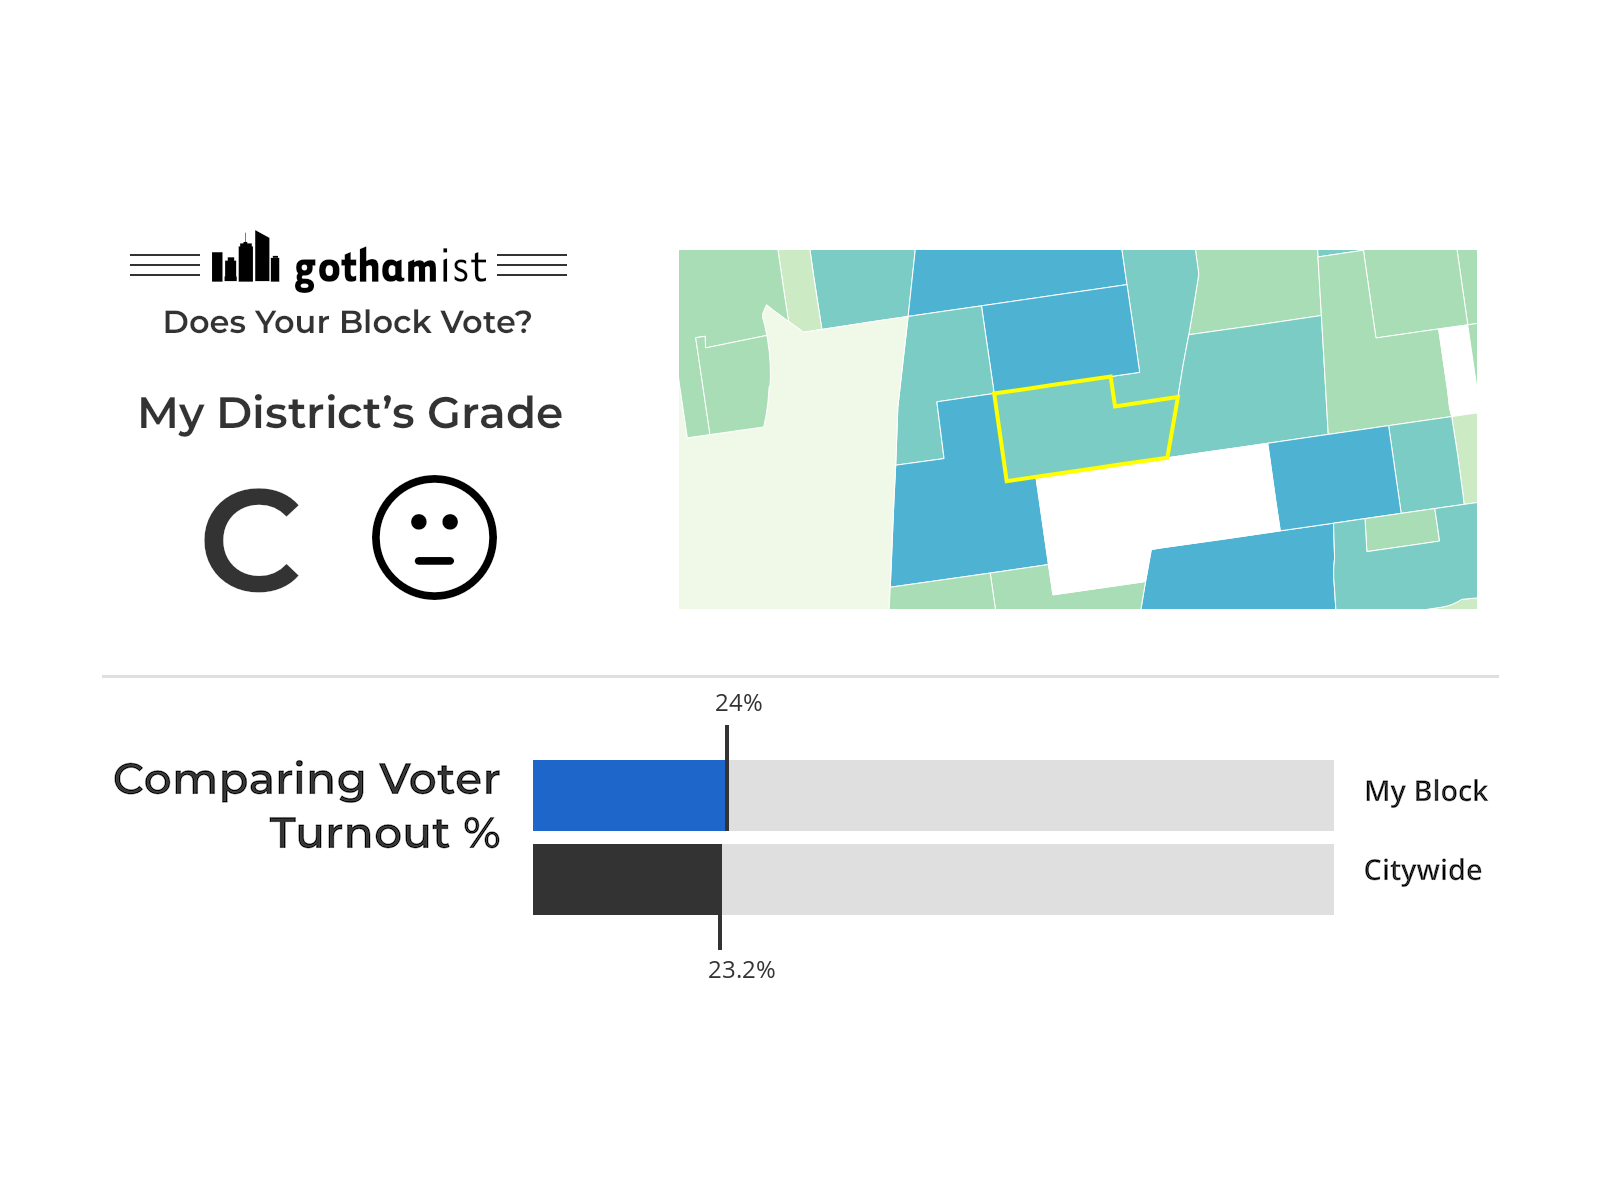 gothamist
Does Your Block Vote?
My District’s Grade
C
24%
Comparing Voter
Turnout %
My Block
Citywide
23.2%